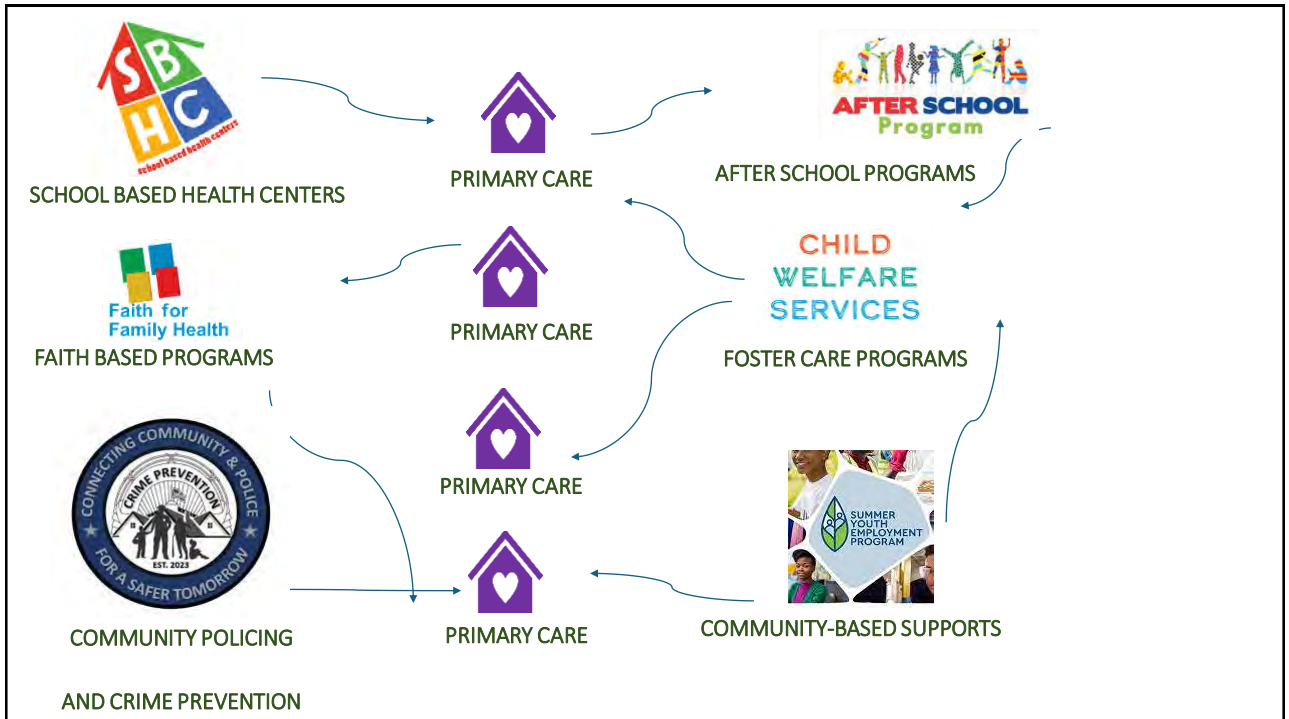 S B
H C
school based health centers
SCHOOL BASED HEALTH CENTERS
PRIMARY CARE
AFTER SCHOOL
Program
AFTER SCHOOL PROGRAMS
Faith for
Family Health
FAITH BASED PROGRAMS
PRIMARY CARE
CHILD
WELFARE
SERVICES
FOSTER CARE PROGRAMS
CONNECTING COMMUNITY & POLICE
CRIME PREVENTION
EST. 2023
FOR A SAFER TOMORROW
COMMUNITY POLICING
AND CRIME PREVENTION
PRIMARY CARE
PRIMARY CARE
SUMMER
YOUTH
EMPLOYMENT
PROGRAM
COMMUNITY-BASED SUPPORTS